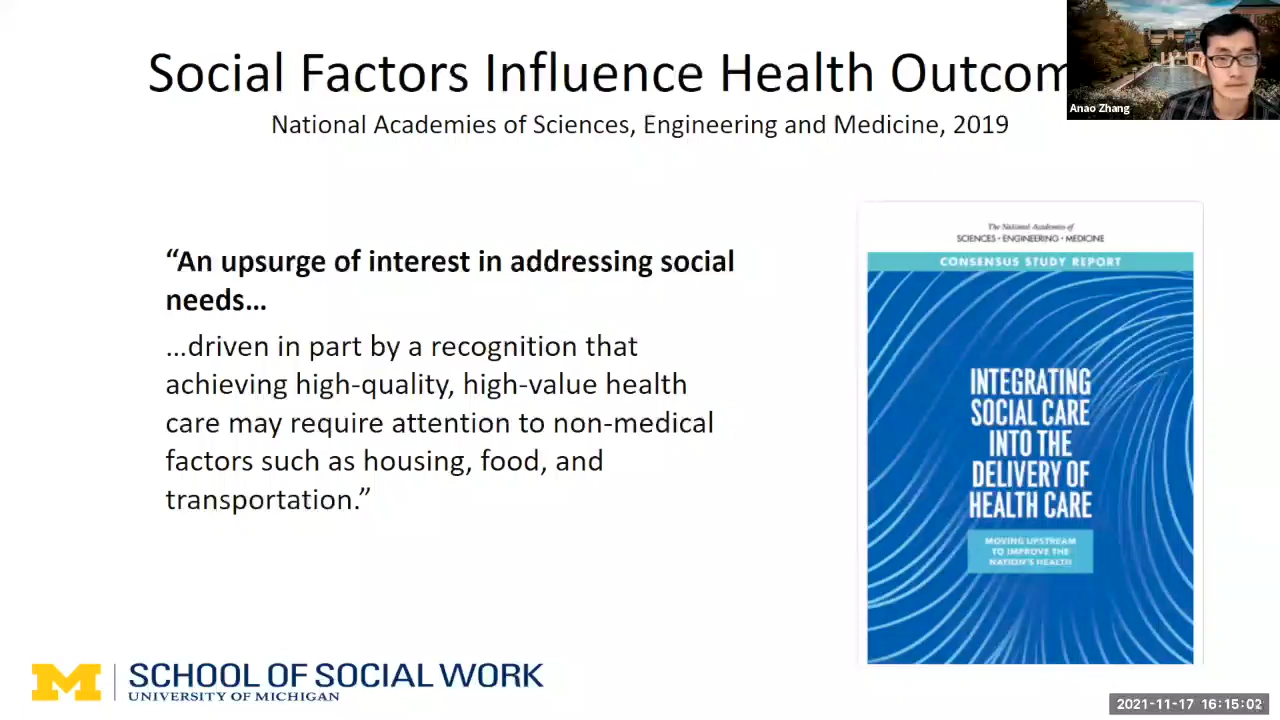 Social Factors Influence Health Outcom
National Academies of Sciences, Engineering and Medicine, 2019
Anao Zhang
“An upsurge of interest in addressing social
needs...
...driven in part by a recognition that
achieving high-quality, high-value health
care may require attention to non-medical
factors such as housing, food, and
transportation.”
The National Academies of
SCIENCES • ENGINEERING • MEDICINE
CONSENSUS STUDY REPORT
INTEGRATING
SOCIAL CARE
INTO THE
DELIVERY OF
HEALTH CARE
MOVING UPSTREAM
TO IMPROVE THE
NATION'S HEALTH
M
SCHOOL OF SOCIAL WORK
UNIVERSITY OF MICHIGAN
2021-11-17 16:15:02